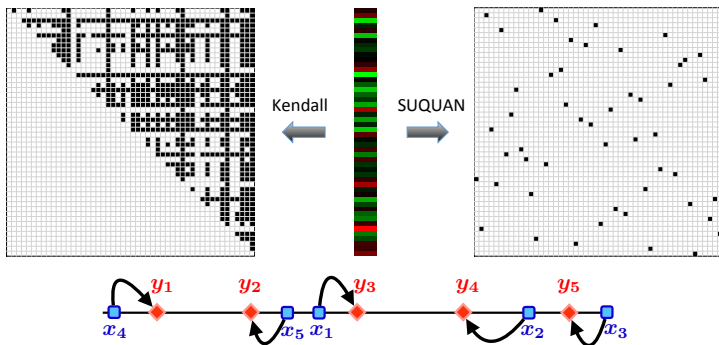 Kendall SUQUAN
y₁ y₂ y₃ y₄ y₅
x₄ x₅ x₁ x₂ x₃